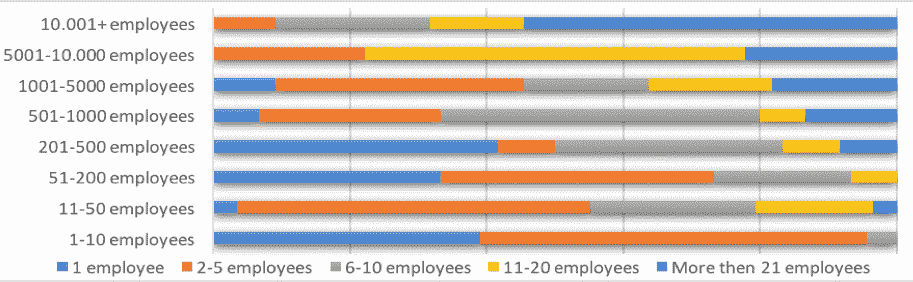 10.001+ employees
5001-10.000 employees
1001-5000 employees
501-1000 employees
201-500 employees
51-200 employees
11-50 employees
1-10 employees
1 employee 2-5 employees 6-10 employees 11-20 employees More then 21 employees